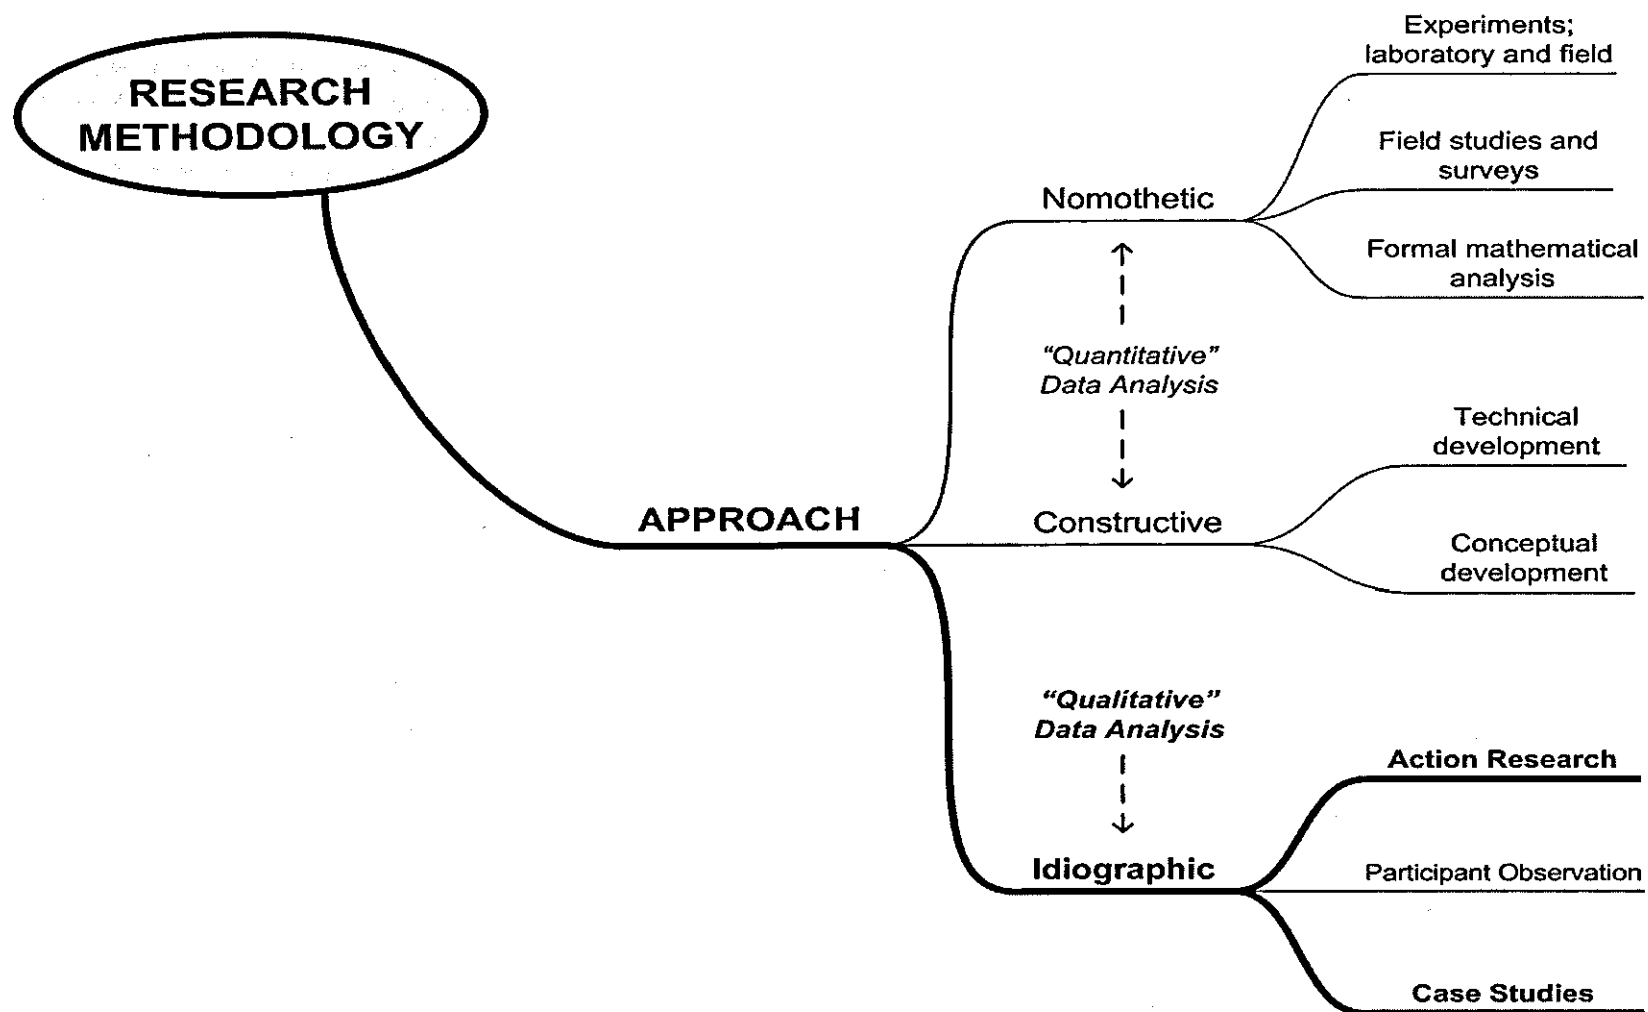 RESEARCH
METHODOLOGY
APPROACH
Nomothetic
Experiments;
laboratory and field
Field studies and
surveys
Formal mathematical
analysis
"Quantitative"
Data Analysis
Constructive
Technical
development
Conceptual
development
"Qualitative"
Data Analysis
Idiographic
Action Research
Participant Observation
Case Studies